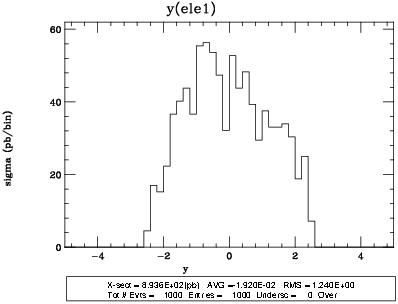 y(ele1)
sigma (pb/bin)
60
40
20
0
-4 -2 0 2 4
y
X-sect = 8.936E+02(pb) AVG =-1.920E-02 RMS = 1.240E+00
Tot # Evts = 1000 Entries = 1000 Undersc = 0 Over